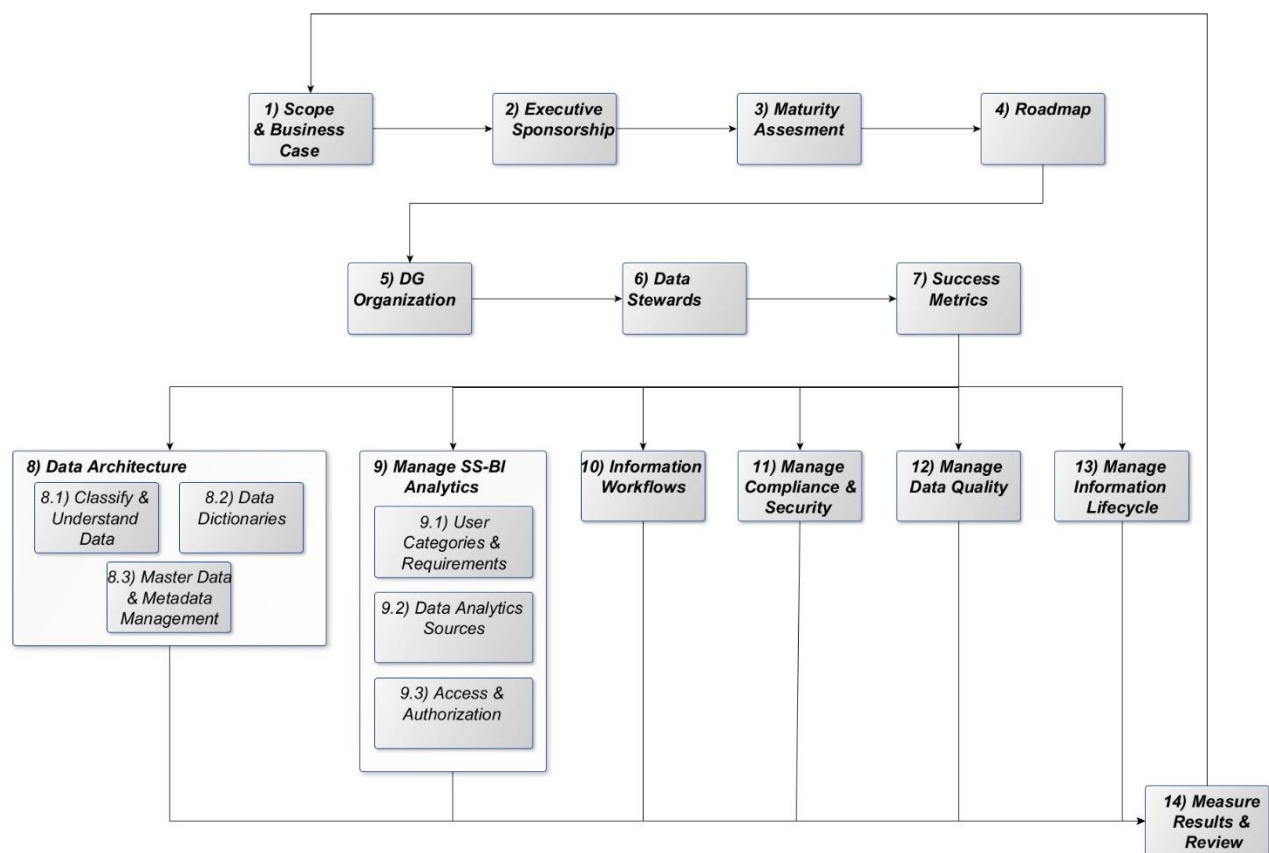 1) Scope
& Business
Case
2) Executive
Sponsorship
3) Maturity
Assesment
4) Roadmap
5) DG
Organization
6) Data
Stewards
7) Success
Metrics
8) Data Architecture
8.1) Classify &
Understand
Data
8.2) Data
Dictionaries
8.3) Master Data
& Metadata
Management
9) Manage SS-BI
Analytics
9.1) User
Categories &
Requirements
9.2) Data Analytics
Sources
9.3) Access &
Authorization
10) Information
Workflows
11) Manage
Compliance &
Security
12) Manage
Data Quality
13) Manage
Information
Lifecycle
14) Measure
Results &
Review